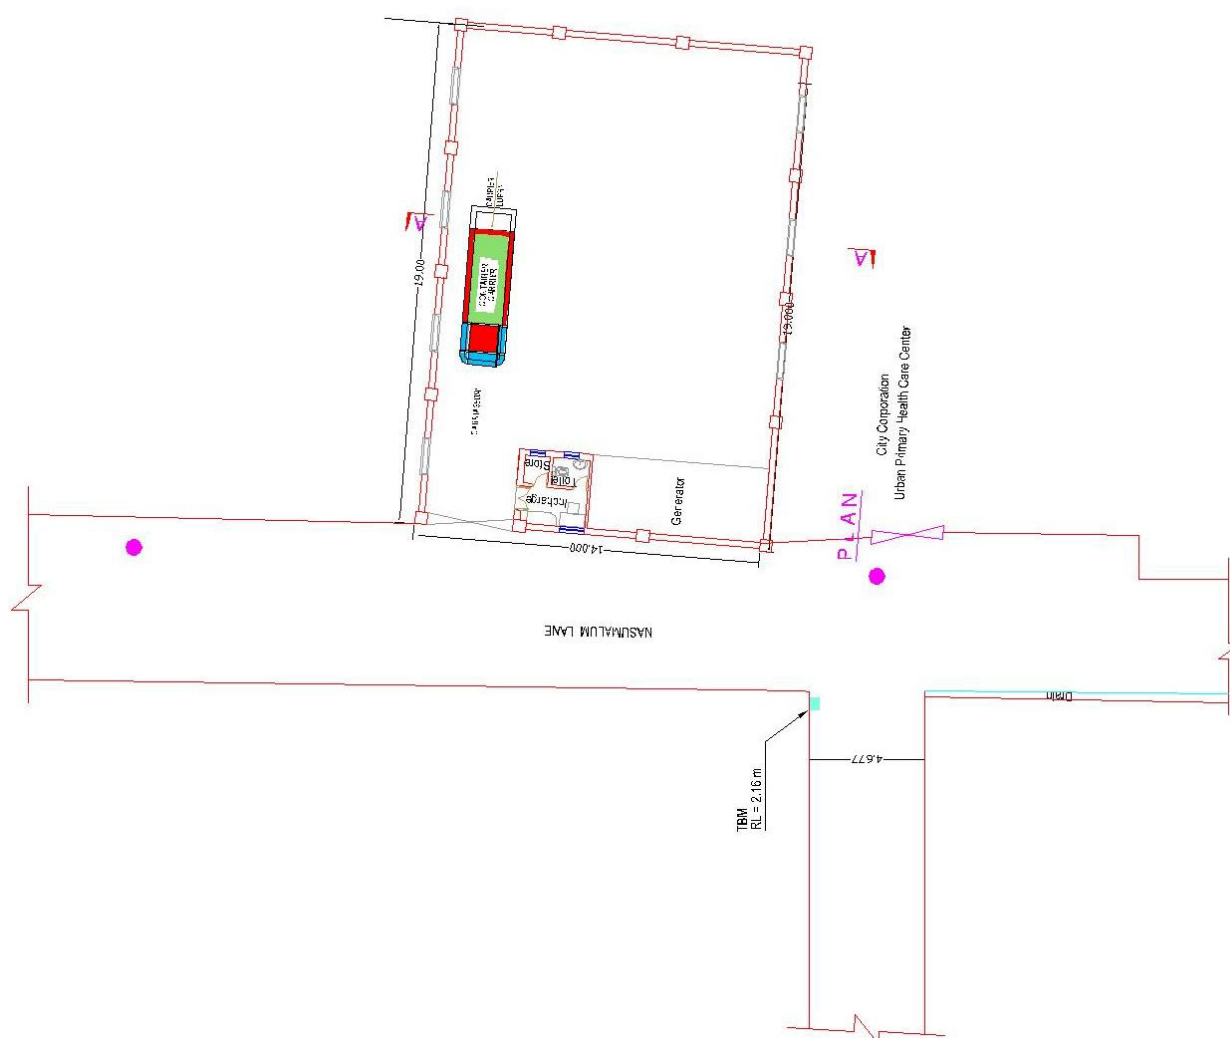 CARRIER
CONTAINER
CARRIER
19.00
A
A
19.000
City Corporation
Urban Primary Health Care Center
Store
Toilet
Incharge
Generator
14.000
PLAN
NASUMALUM LANE
Drain
TBM
RL = 2.16 m
4.677